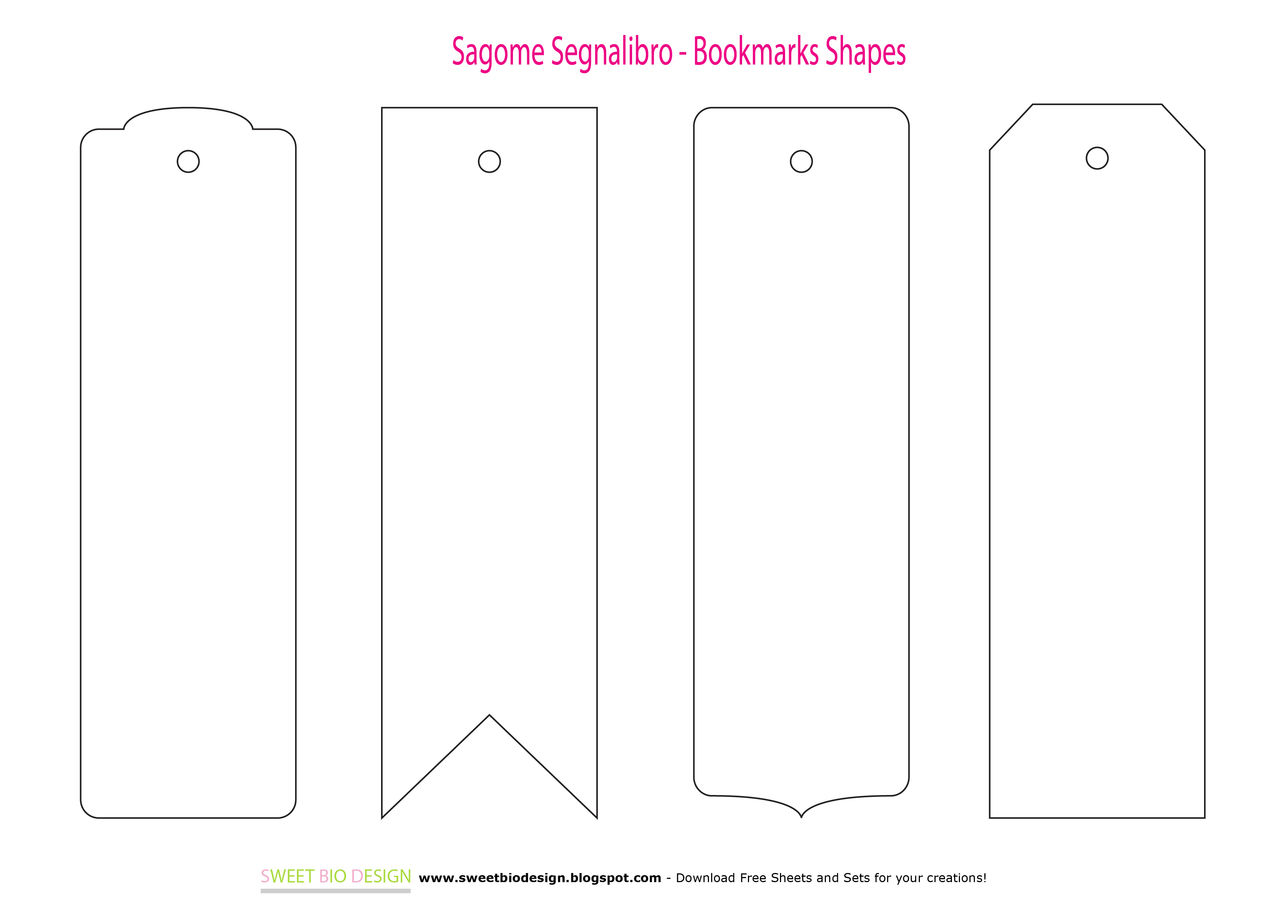 Sagome Segnalibro - Bookmarks Shapes
SWEET BIO DESIGN www.sweetbiodesign.blogspot.com - Download Free Sheets and Sets for your creations!